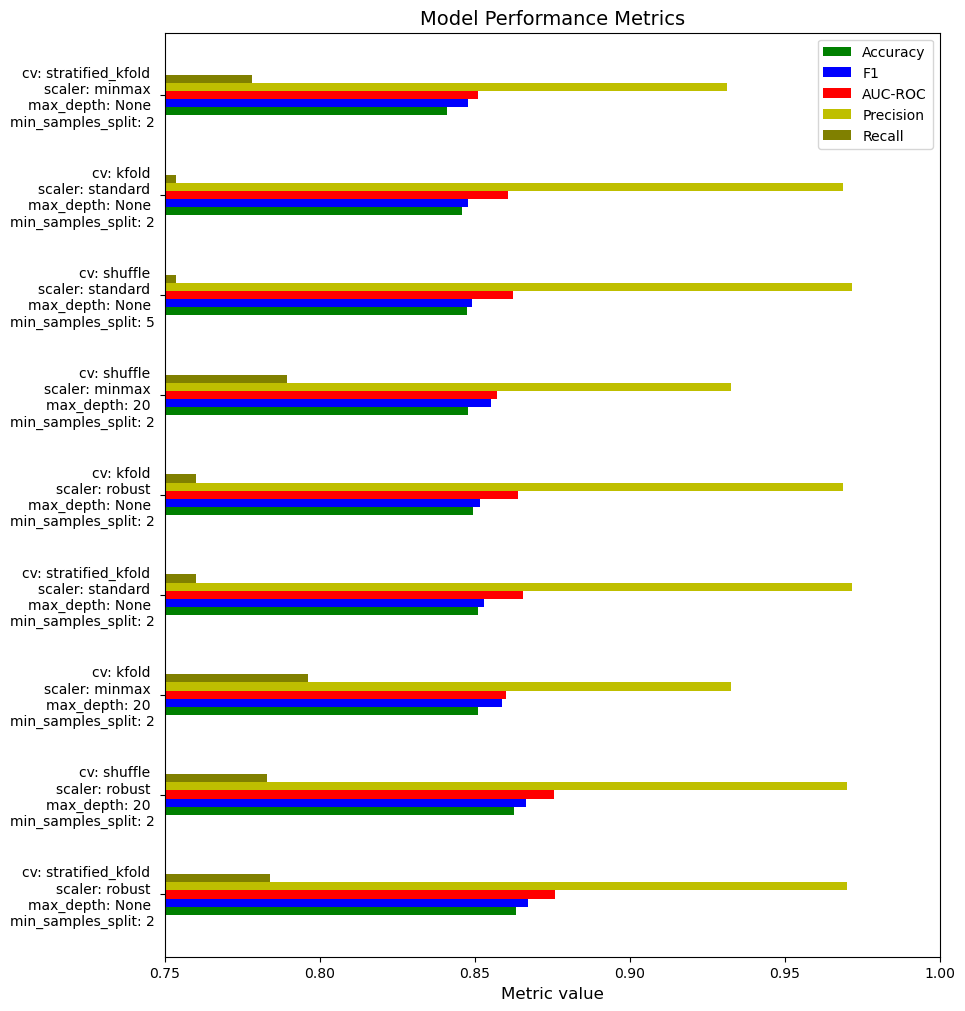 Model Performance Metrics
Accuracy
F1
AUC-ROC
Precision
Recall
cv: stratified_kfold
scaler: minmax
max_depth: None
min_samples_split: 2
cv: kfold
scaler: standard
max_depth: None
min_samples_split: 2
cv: shuffle
scaler: standard
max_depth: None
min_samples_split: 5
cv: shuffle
scaler: minmax
max_depth: 20
min_samples_split: 2
cv: kfold
scaler: robust
max_depth: None
min_samples_split: 2
cv: stratified_kfold
scaler: standard
max_depth: None
min_samples_split: 2
cv: kfold
scaler: minmax
max_depth: 20
min_samples_split: 2
cv: shuffle
scaler: robust
max_depth: 20
min_samples_split: 2
cv: stratified_kfold
scaler: robust
max_depth: None
min_samples_split: 2
0.75 0.80 0.85 0.90 0.95 1.00
Metric value